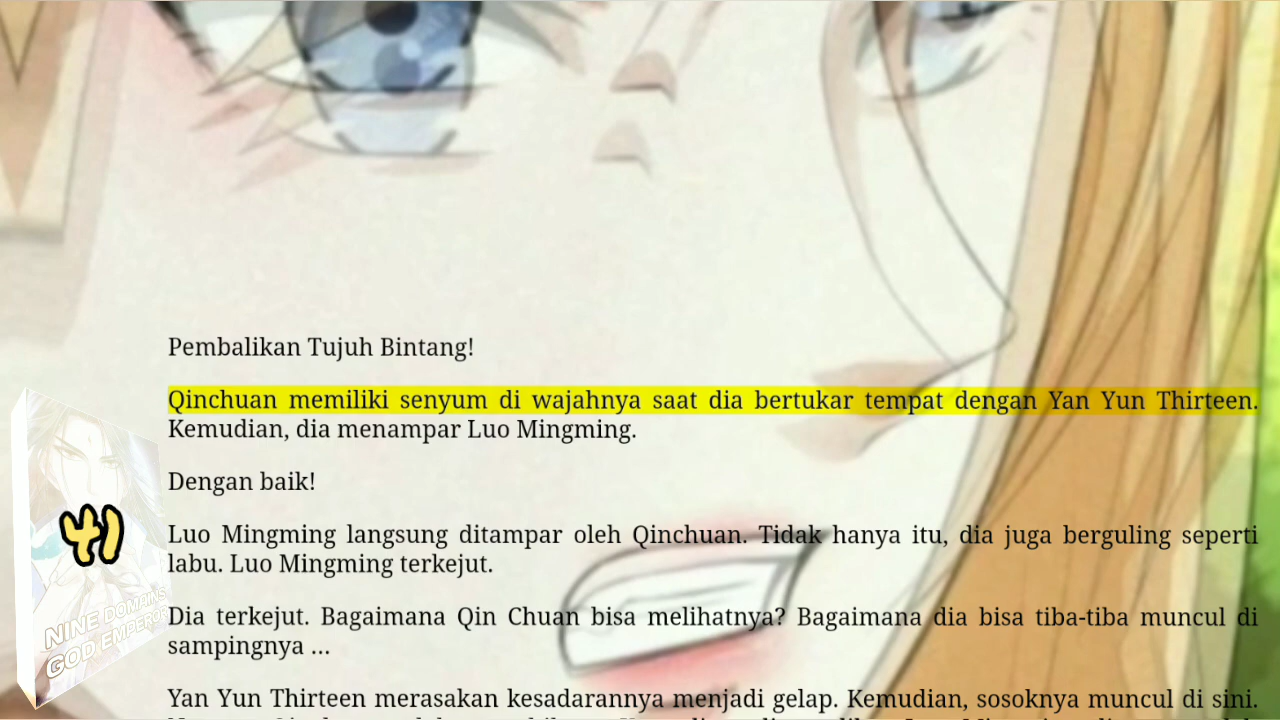 Pembalikan Tujuh Bintang!
Qinchuan memiliki senyum di wajahnya saat dia bertukar tempat dengan Yan Yun Thirteen.
Kemudian, dia menampar Luo Mingming.
Dengan baik!
Luo Mingming langsung ditampar oleh Qinchuan. Tidak hanya itu, dia juga berguling seperti
labu. Luo Mingming terkejut.
Dia terkejut. Bagaimana Qin Chuan bisa melihatnya? Bagaimana dia bisa tiba-tiba muncul di
sampingnya ...
Yan Yun Thirteen merasakan kesadarannya menjadi gelap. Kemudian, sosoknya muncul di sini.
41
NINE DOMAINS
GOD EMPEROR